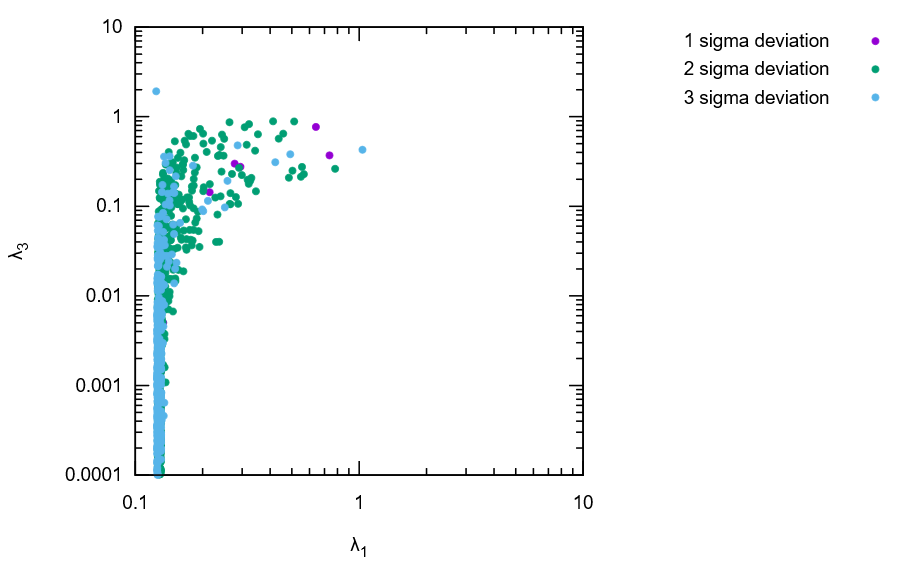 1 sigma deviation
2 sigma deviation
3 sigma deviation
10
1
0.1
0.01
0.001
0.0001
0.1 1 10
λ3
λ1